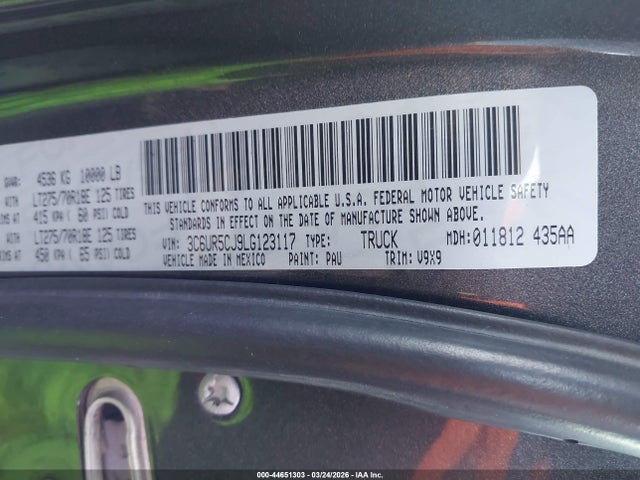 GVWR: 4536 KG 10000 LB
WITH LT275/70R18E 125 TIRES
415 KPA ( 60 PSI) COLD
WITH LT275/70R18E 125 TIRES
450 KPA ( 65 PSI) COLD
THIS VEHICLE CONFORMS TO ALL APPLICABLE U.S.A. FEDERAL MOTOR VEHICLE SAFETY
STANDARDS IN EFFECT ON THE DATE OF MANUFACTURE SHOWN ABOVE.
VIN: 3C6UR5CJ9LG123117 TYPE: TRUCK MDH: 011812 435AA
VEHICLE MADE IN MEXICO PAINT: PAU TRIM: V9X9
000-44651303 - 03/24/2026 - IAA Inc.